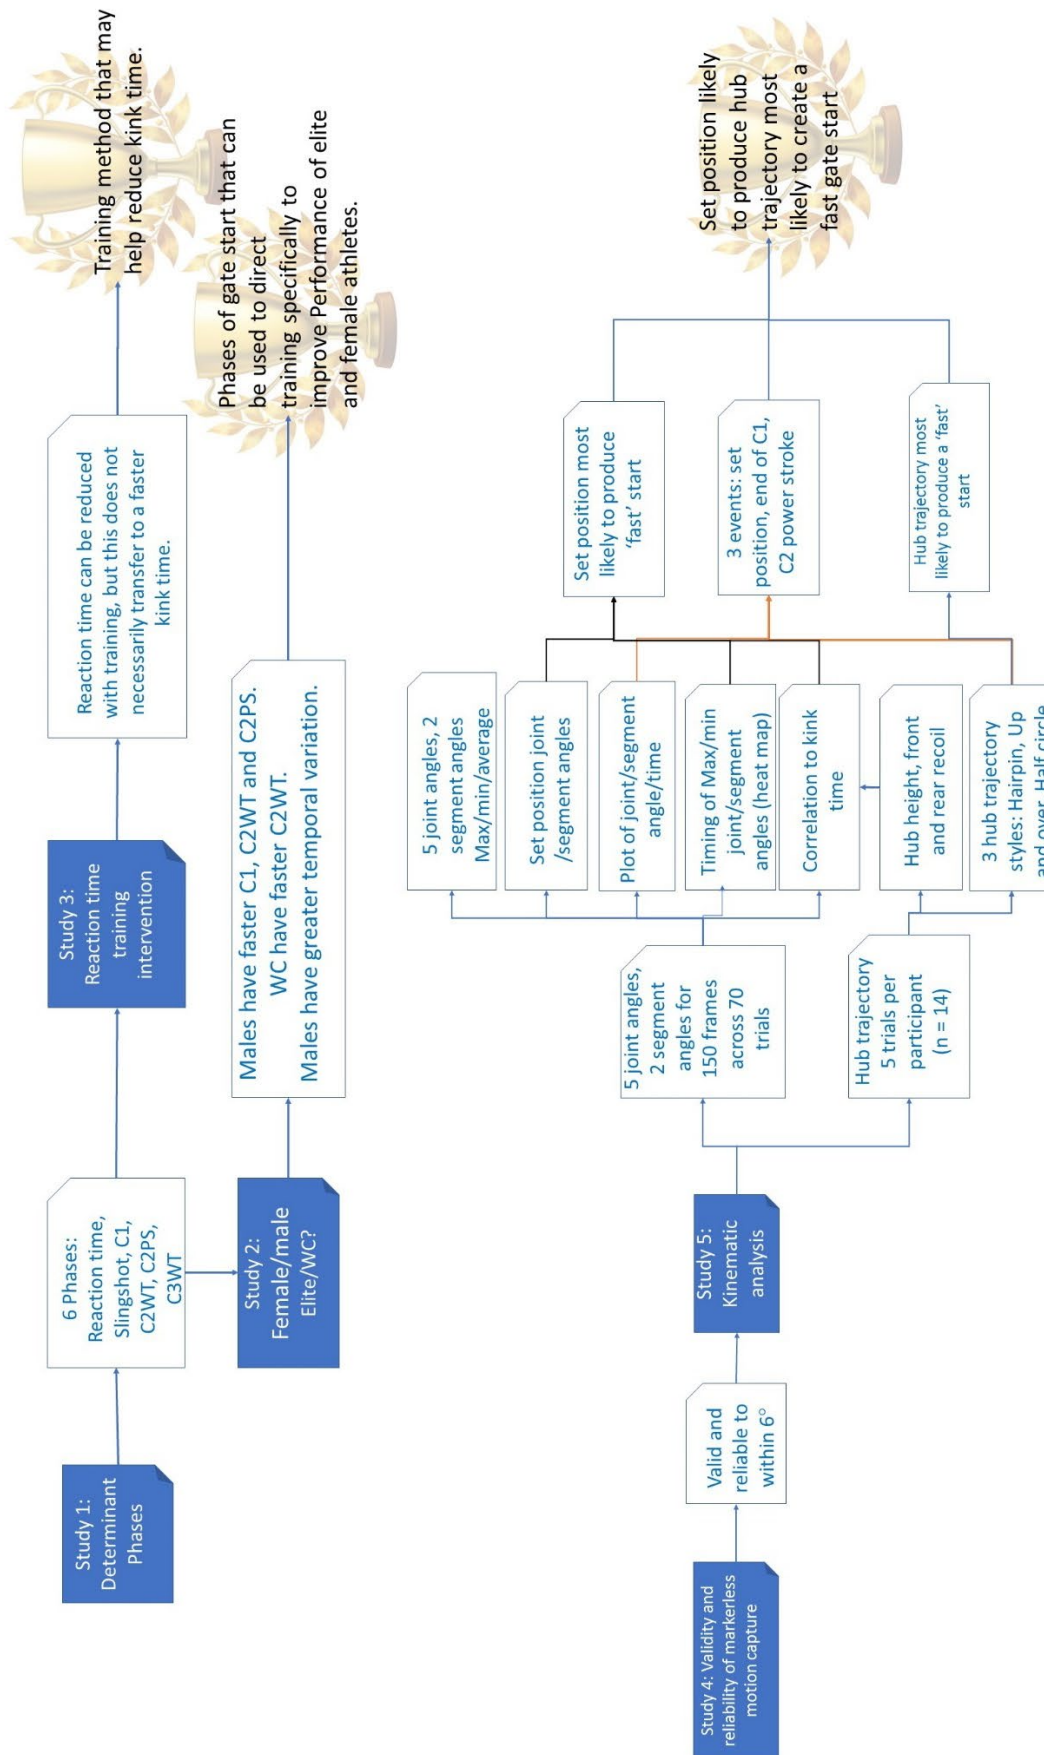 Study 1:
Determinant
Phases
6 Phases:
Reaction time,
Slingshot, C1,
C2WT, C2PS,
C3WT
Study 3:
Reaction time
training
intervention
Reaction time can be reduced
with training, but this does not
necessarily transfer to a faster
kink time.
Training method that may
help reduce kink time.
Study 2:
Female/male
Elite/WC?
Males have faster C1, C2WT and C2PS.
WC have faster C2WT.
Males have greater temporal variation.
Phases of gate start that can
be used to direct
training specifically to
improve Performance of elite
and female athletes.
Study 4: Validity and
reliability of markerless
motion capture
Valid and
reliable to
within 6°
Study 5:
Kinematic
analysis
5 joint angles,
2 segment
angles for
150 frames
across 70
trials
Hub trajectory
5 trials per
participant
(n = 14)
5 joint angles, 2
segment angles
Max/min/average
Set position joint
/segment angles
Plot of joint/segment
angle/time
Timing of Max/min
joint/segment
angles (heat map)
Correlation to kink
time
Hub height, front
and rear recoil
3 hub trajectory
styles: Hairpin, Up
and over, Half circle
Set position most
likely to produce
‘fast’ start
3 events: set
position, end of C1,
C2 power stroke
Hub trajectory most
likely to produce a ‘fast’
start
Set position likely
to produce hub
trajectory most
likely to create a
fast gate start